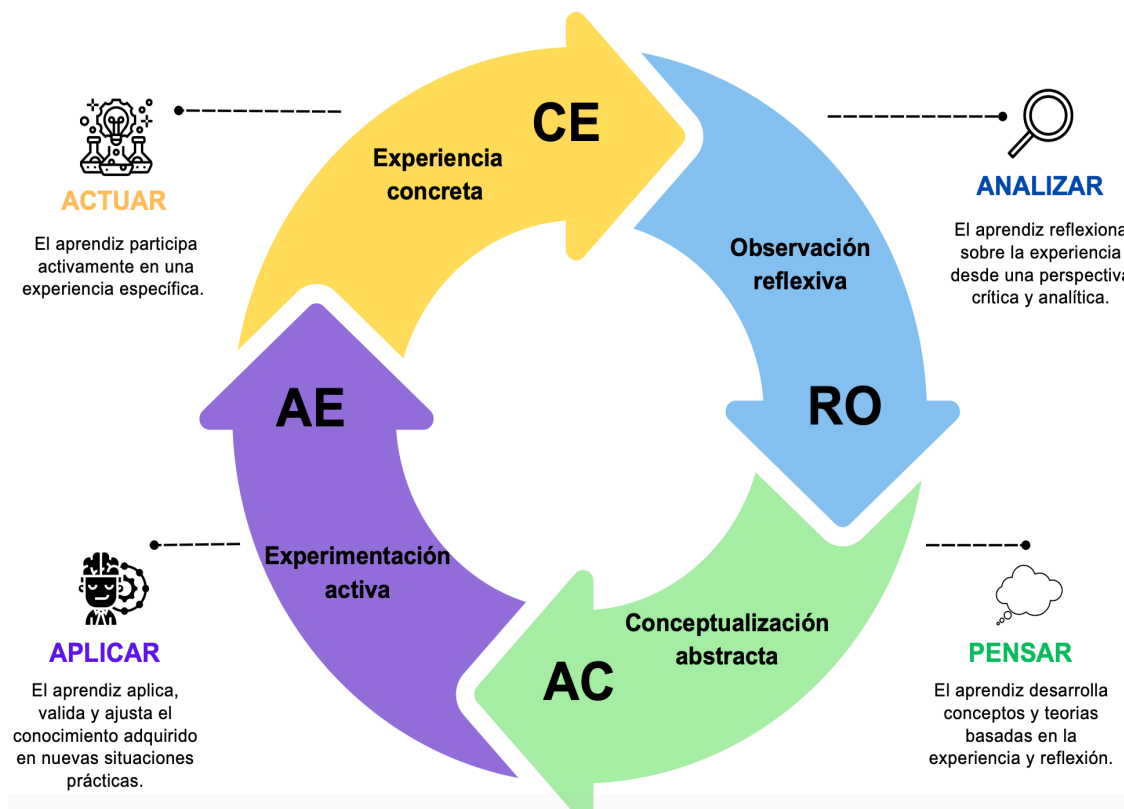 CE
Experiencia
concreta
ACTUAR
El aprendiz participa
activamente en una
experiencia específica.
ANALIZAR
El aprendiz reflexiona
sobre la experiencia
desde una perspectiva
crítica y analítica.
Observación
reflexiva
RO
AE
Experimentación
activa
APLICAR
El aprendiz aplica,
valida y ajusta el
conocimiento adquirido
en nuevas situaciones
prácticas.
Conceptualización
abstracta
AC
PENSAR
El aprendiz desarrolla
conceptos y teorias
basadas en la
experiencia y reflexión.